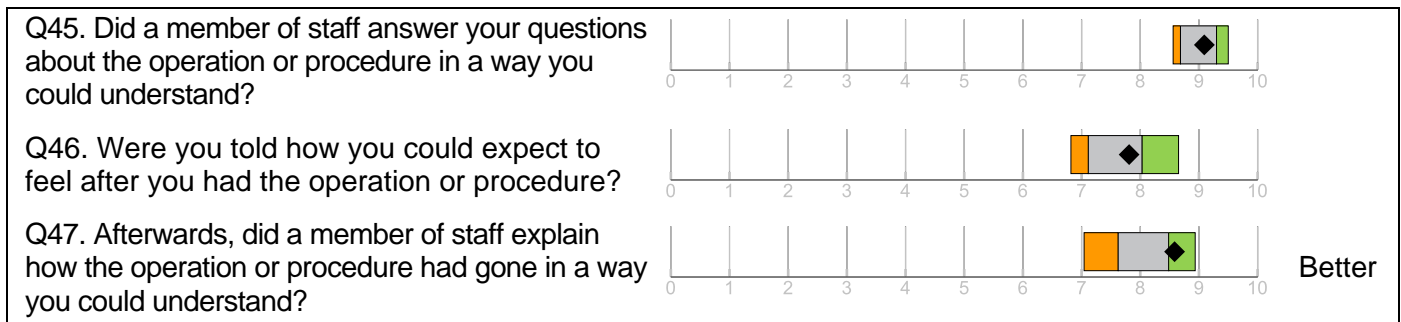 Q45. Did a member of staff answer your questions
about the operation or procedure in a way you
could understand?
0 1 2 3 4 5 6 7 8 9 10
Q46. Were you told how you could expect to
feel after you had the operation or procedure?
0 1 2 3 4 5 6 7 8 9 10
Q47. Afterwards, did a member of staff explain
how the operation or procedure had gone in a way
you could understand?
0 1 2 3 4 5 6 7 8 9 10
Better